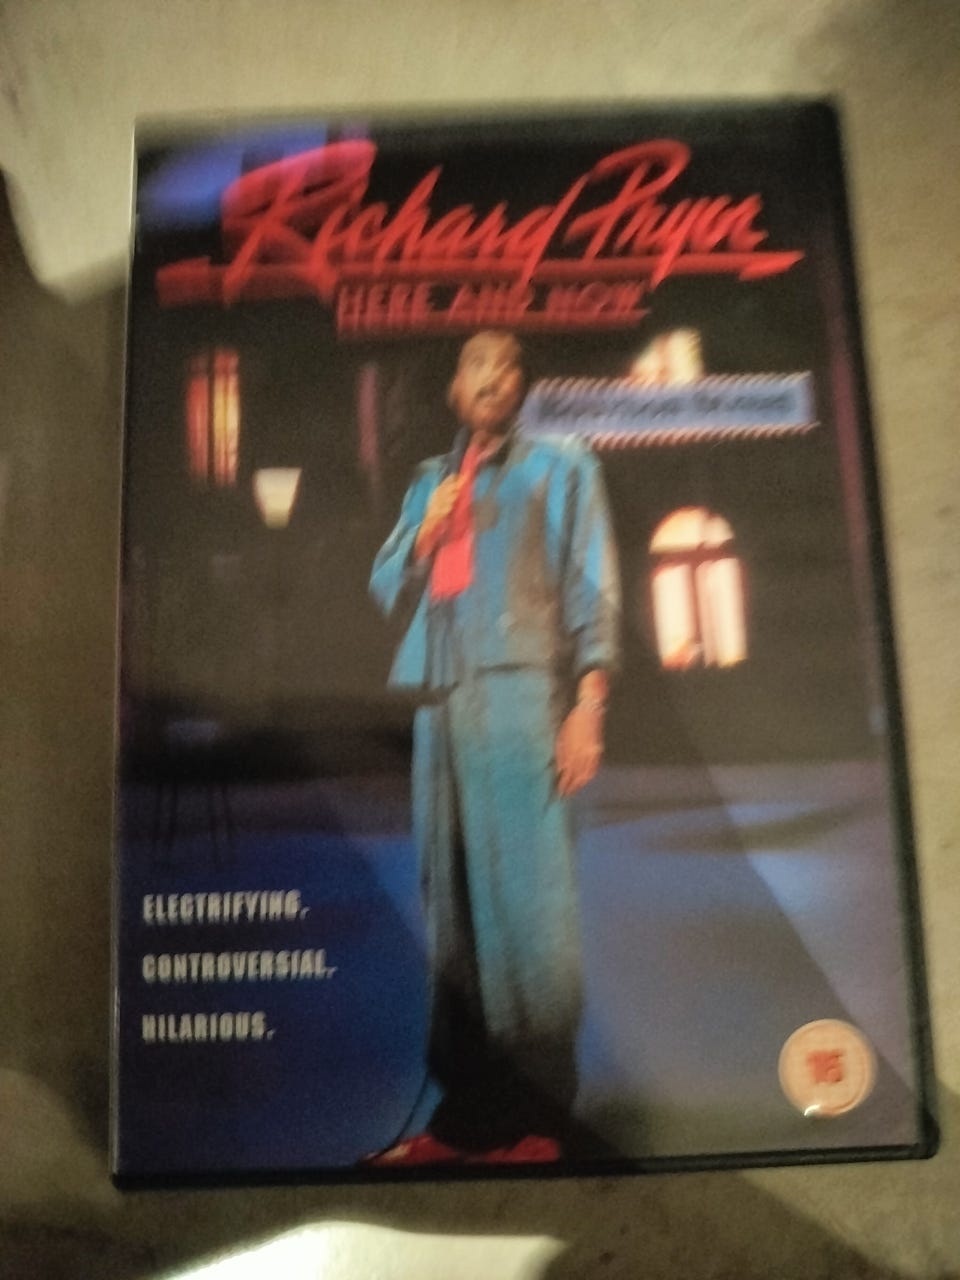 Richard Pryor
HERE AND NOW
ELECTRIFYING.
CONTROVERSIAL.
HILARIOUS.
15